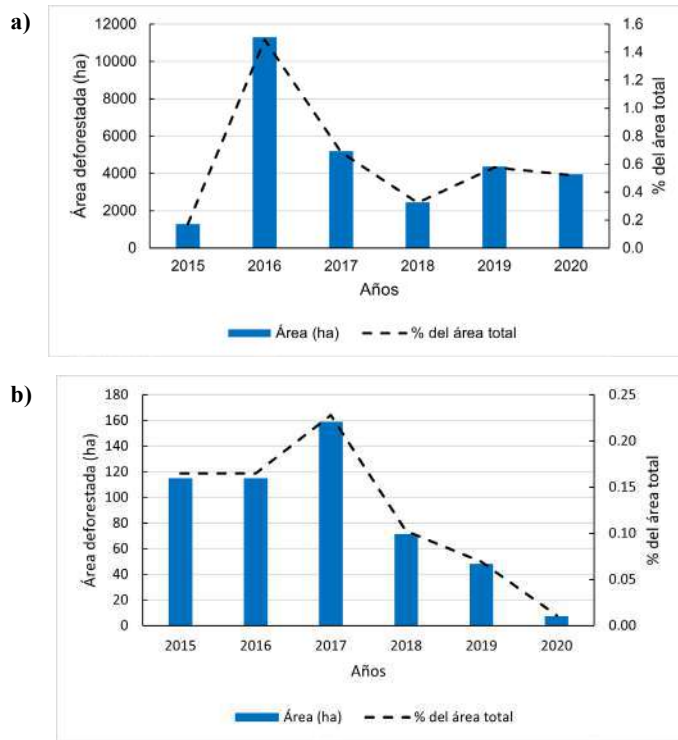 a)
Área deforestada (ha)
12000
10000
8000
6000
4000
2000
0
1.6
1.4
1.2
1.0
0.8
0.6
0.4
0.2
0.0
% del área total
2015 2016 2017 2018 2019 2020
Años
Área (ha) % del área total
b)
Área deforestada (ha)
180
160
140
120
100
80
60
40
20
0
0.25
0.20
0.15
0.10
0.05
0.00
% del área total
2015 2016 2017 2018 2019 2020
Años
Área (ha) % del área total